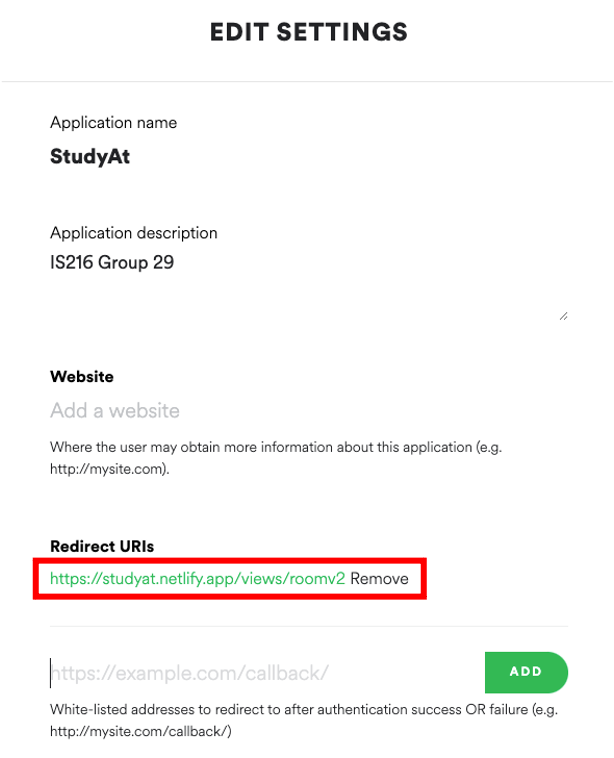 EDIT SETTINGS
Application name
StudyAt
Application description
IS216 Group 29
Website
Add a website
Where the user may obtain more information about this application (e.g.
http://mysite.com).
Redirect URIs
https://studyat.netlify.app/views/roomv2 Remove
https://example.com/callback/ ADD
White-listed addresses to redirect to after authentication success OR failure (e.g.
http://mysite.com/callback/)